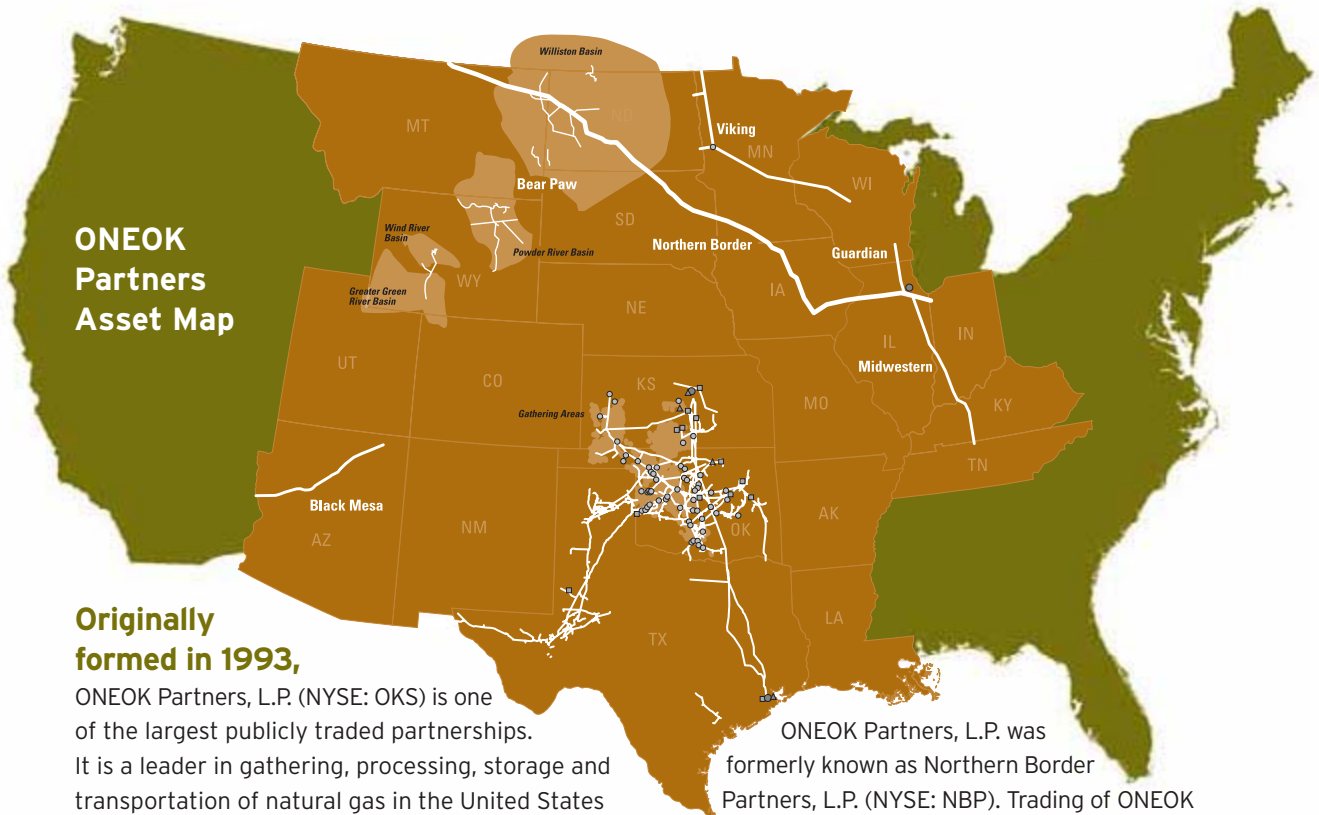 Williston Basin
ND
MT
Viking
MN
WI
Bear Paw
SD
ONEOK
Partners
Asset Map
Wind River
Basin
Powder River Basin
Northern Border
Guardian
WY
Greater Green
River Basin
IA
NE
IL
IN
UT
CO
KS
Midwestern
MO
KY
Gathering Areas
TN
Black Mesa
AZ
NM
OK
AK
TX
LA
Originally
formed in 1993,
ONEOK Partners, L.P. (NYSE: OKS) is one
of the largest publicly traded partnerships.
It is a leader in gathering, processing, storage and
transportation of natural gas in the United States
ONEOK Partners, L.P. was
formerly known as Northern Border
Partners, L.P. (NYSE: NBP). Trading of ONEOK